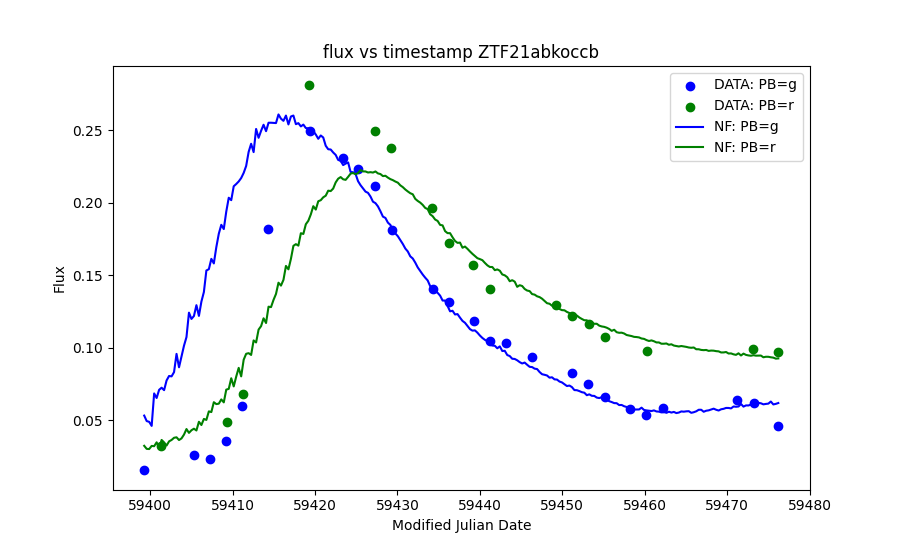 flux vs timestamp ZTF21abkoccb
DATA: PB=g
DATA: PB=r
NF: PB=g
NF: PB=r
0.25
0.20
0.15
0.10
0.05
Flux
59400 59410 59420 59430 59440 59450 59460 59470 59480
Modified Julian Date